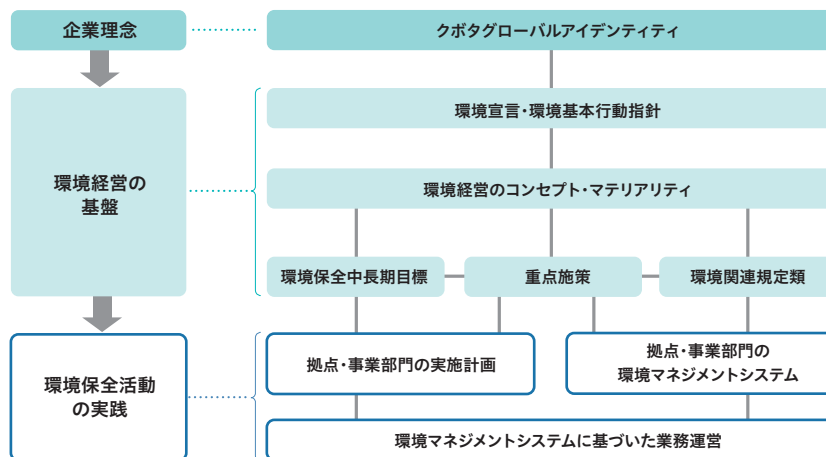 企業理念
クボタグローバルアイデンティティ
環境経営の
基盤
環境宣言・環境基本行動指針
環境経営のコンセプト・マテリアリティ
環境保全中長期目標
重点施策
環境関連規定類
環境保全活動
の実践
拠点・事業部門の実施計画
拠点・事業部門の
環境マネジメントシステム
環境マネジメントシステムに基づいた業務運営